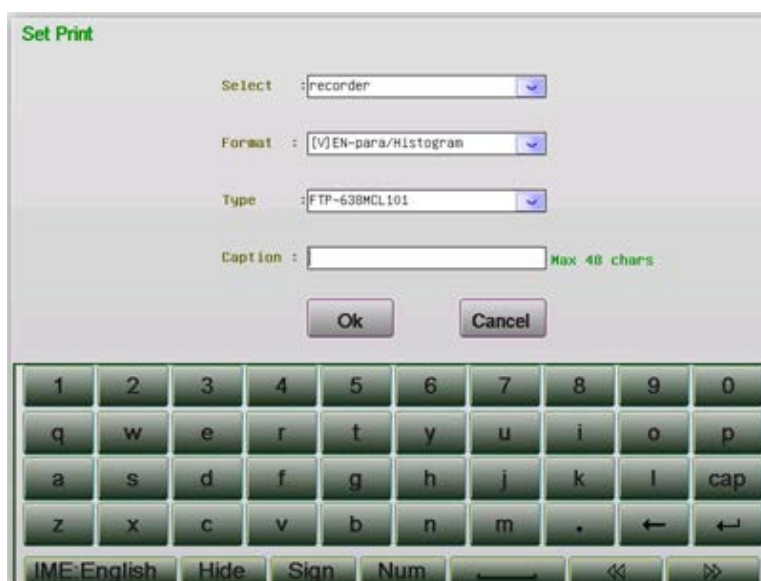 Set Print
Select :recorder
Format : [V]EN-para/Histogram
Type :FTP-638MCL101
Caption : Max 48 chars
Ok Cancel
1 2 3 4 5 6 7 8 9 0
q w e r t y u i o p
a s d f g h j k l cap
z x c v b n m . ← ↵
IME:English Hide Sign Num